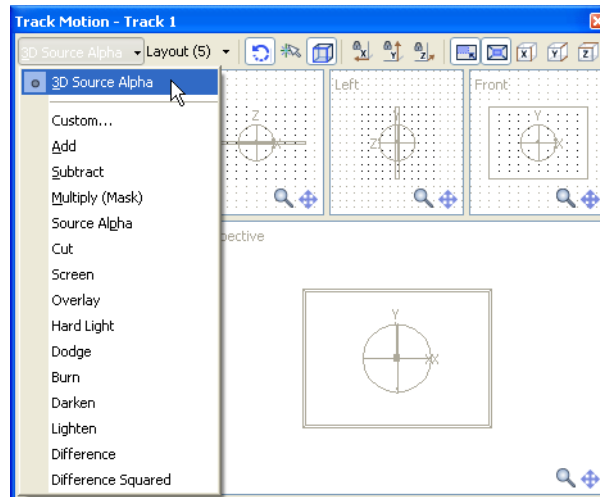 Track Motion - Track 1
3D Source Alpha Layout (5)
3D Source Alpha
Custom...
Add
Subtract
Multiply (Mask)
Source Alpha
Cut
Screen
Overlay
Hard Light
Dodge
Burn
Darken
Lighten
Difference
Difference Squared
Z
X
Left
Y
Z
Front
Y
X
pective
Y
X